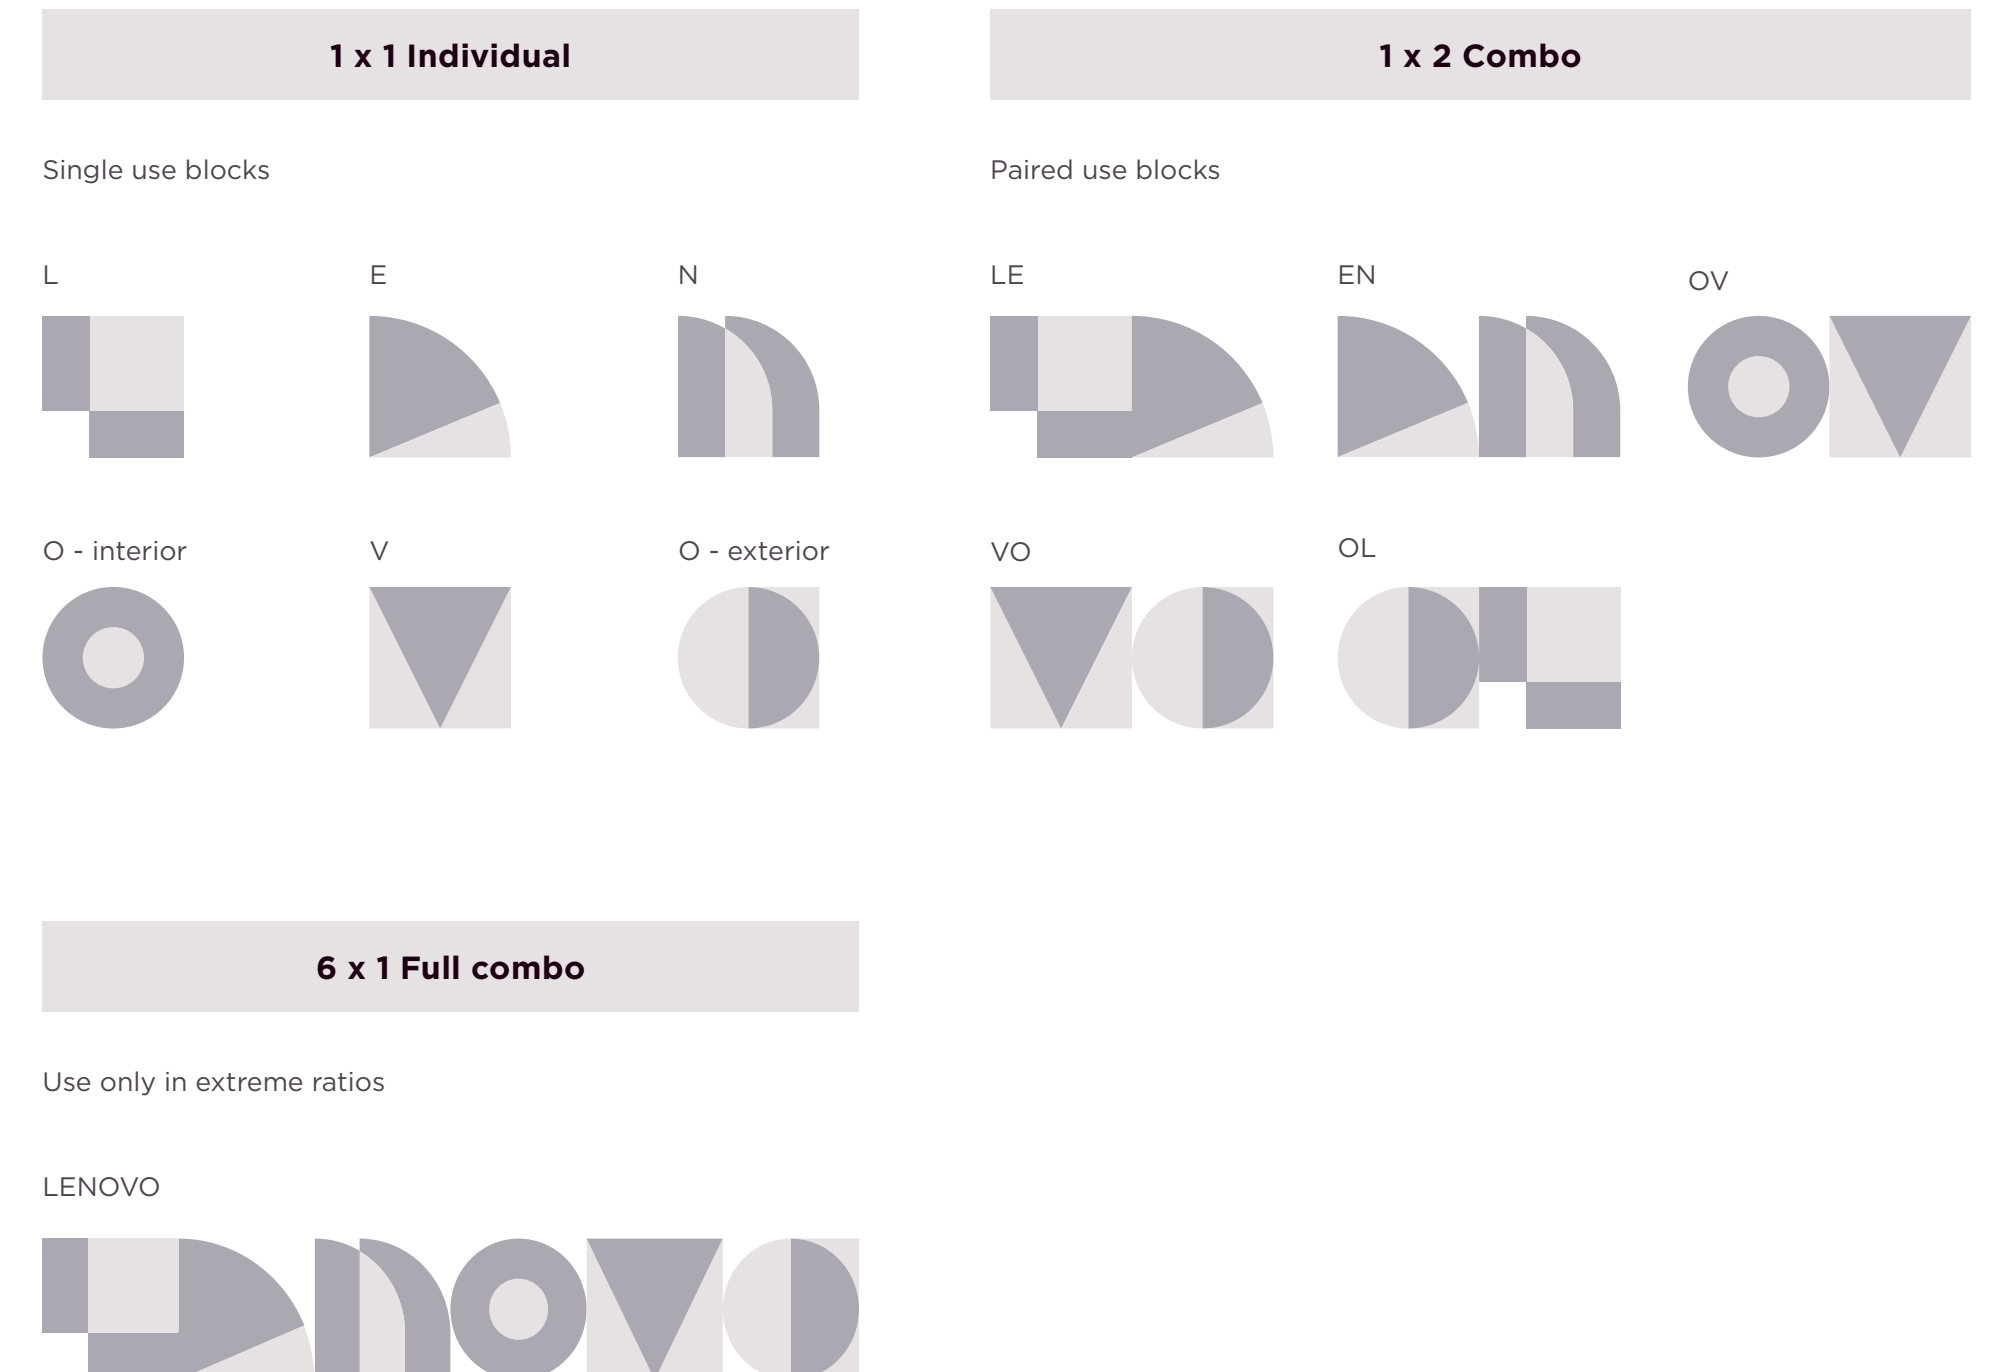 1 x 1 Individual
Single use blocks
L
E
N
O - interior
V
O - exterior
1 x 2 Combo
Paired use blocks
LE
EN
OV
VO
OL
6 x 1 Full combo
Use only in extreme ratios
LENOVO